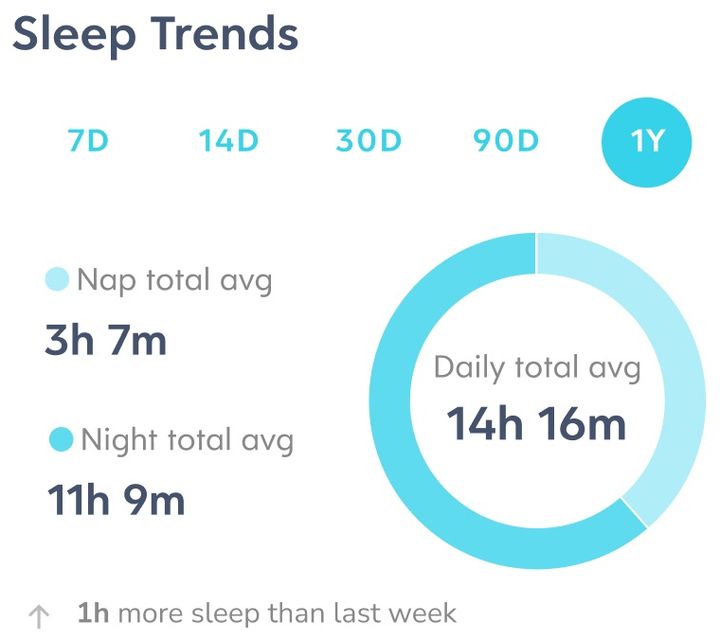 Sleep Trends
7D 14D 30D 90D 1Y
Nap total avg
3h 7m
Daily total avg
14h 16m
Night total avg
11h 9m
↑ 1h more sleep than last week